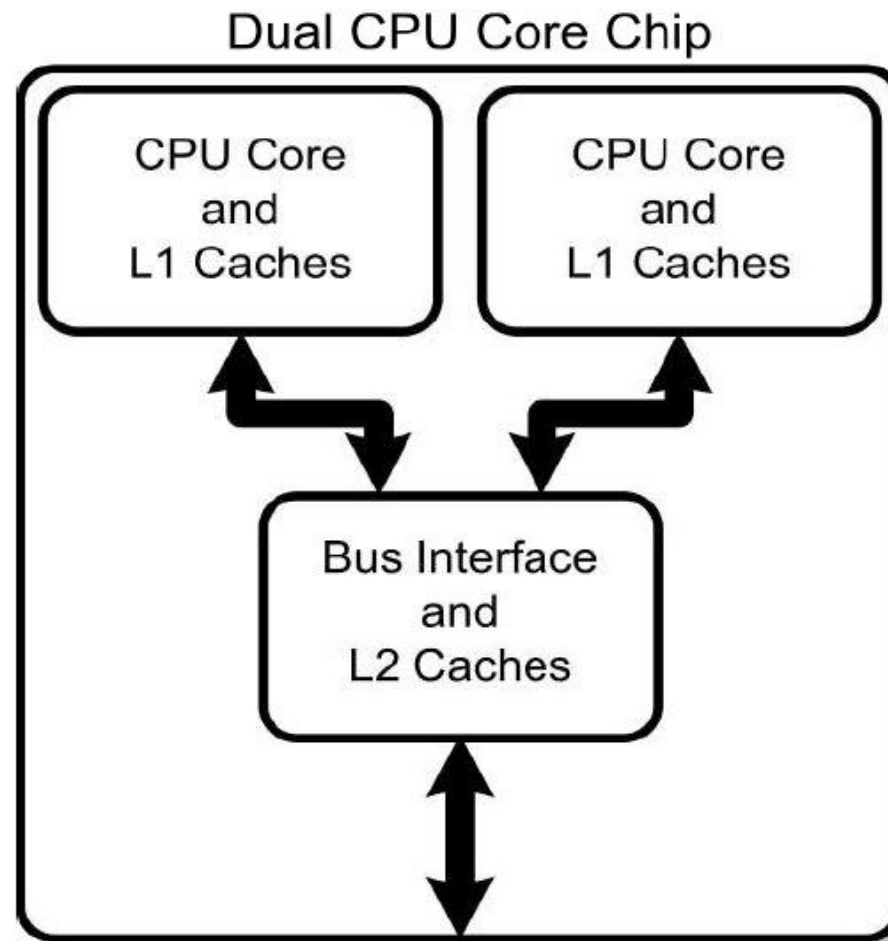 Dual CPU Core Chip
CPU Core
and
L1 Caches
CPU Core
and
L1 Caches
Bus Interface
and
L2 Caches